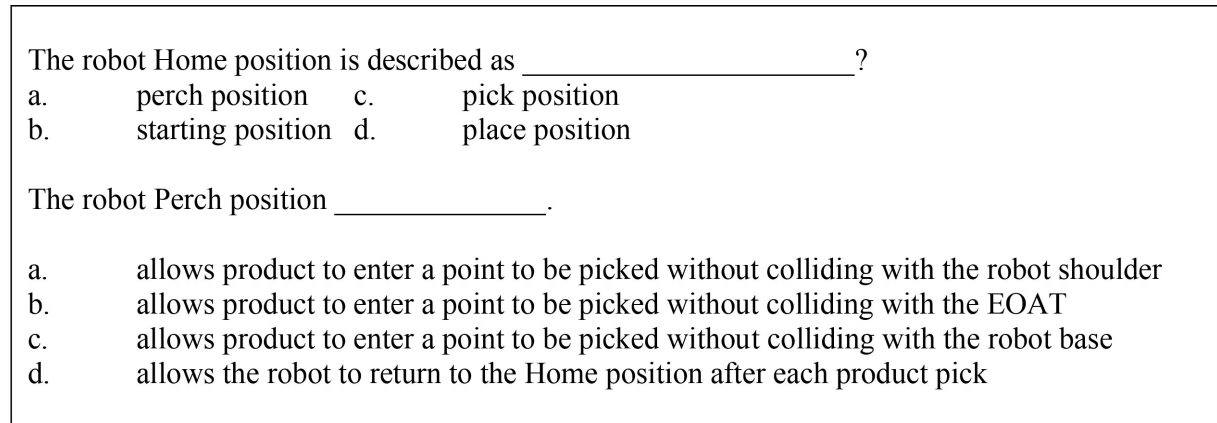 The robot Home position is described as ______________________?
a. perch position c. pick position
b. starting position d. place position
The robot Perch position ______________.
a. allows product to enter a point to be picked without colliding with the robot shoulder
b. allows product to enter a point to be picked without colliding with the EOAT
c. allows product to enter a point to be picked without colliding with the robot base
d. allows the robot to return to the Home position after each product pick